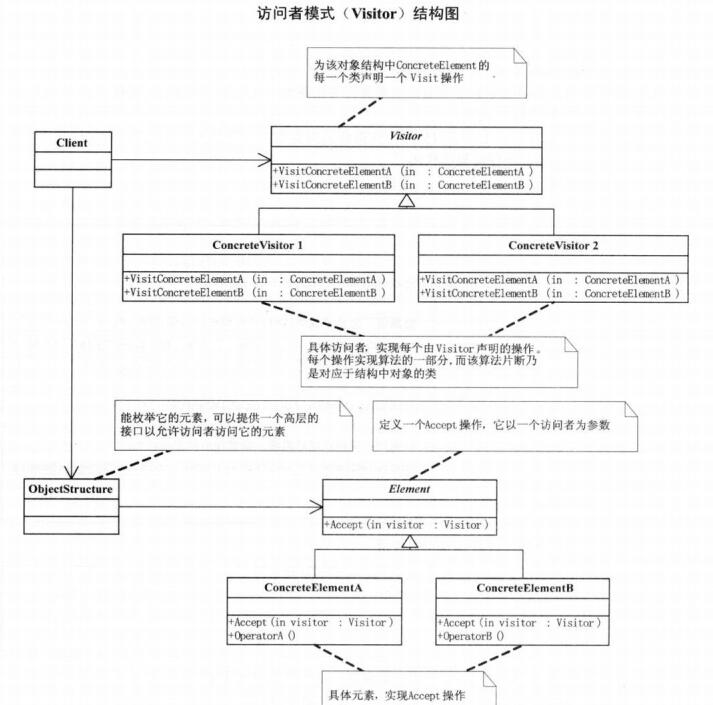 访问者模式（Visitor）结构图
为该对象结构中ConcreteElement的
每一个类声明一个Visit操作
Client
Visitor
+VisitConcreteElementA (in : ConcreteElementA )
+VisitConcreteElementB (in : ConcreteElementB )
ConcreteVisitor 1
+VisitConcreteElementA (in : ConcreteElementA )
+VisitConcreteElementB (in : ConcreteElementB )
ConcreteVisitor 2
+VisitConcreteElementA (in : ConcreteElementA )
+VisitConcreteElementB (in : ConcreteElementB )
具体访问者，实现每个由Visitor声明的操作。
每个操作实现算法的一部分，而该算法片断乃
是对应于结构中对象的类
能枚举它的元素，可以提供一个高层的
接口以允许访问者访问它的元素
定义一个Accept操作，它以一个访问者为参数
ObjectStructure
Element
+Accept(in visitor : Visitor)
ConcreteElementA
+Accept(in visitor : Visitor)
+OperatorA()
ConcreteElementB
+Accept(in visitor : Visitor)
+OperatorB()
具体元素，实现Accept操作